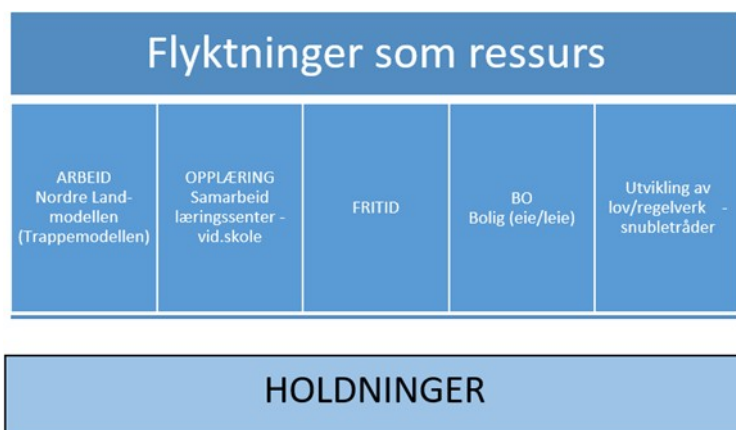 Flyktninger som ressurs
ARBEID
Nordre Land-
modellen
(Trappemodellen)
OPPLÆRING
Samarbeid
læringssenter -
vid.skole
FRITID
BO
Bolig (eie/leie)
Utvikling av
lov/regelverk -
snubletråder
HOLDNINGER